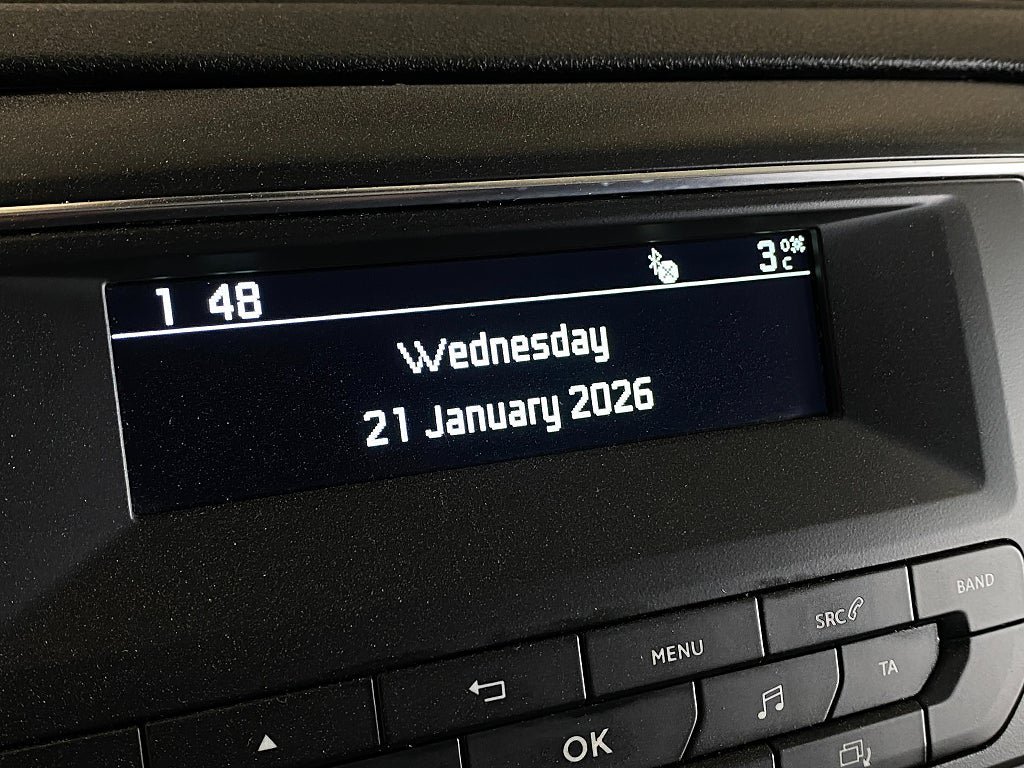 1 48 3°C
Wednesday
21 January 2026
BAND
SRC
MENU
TA
OK